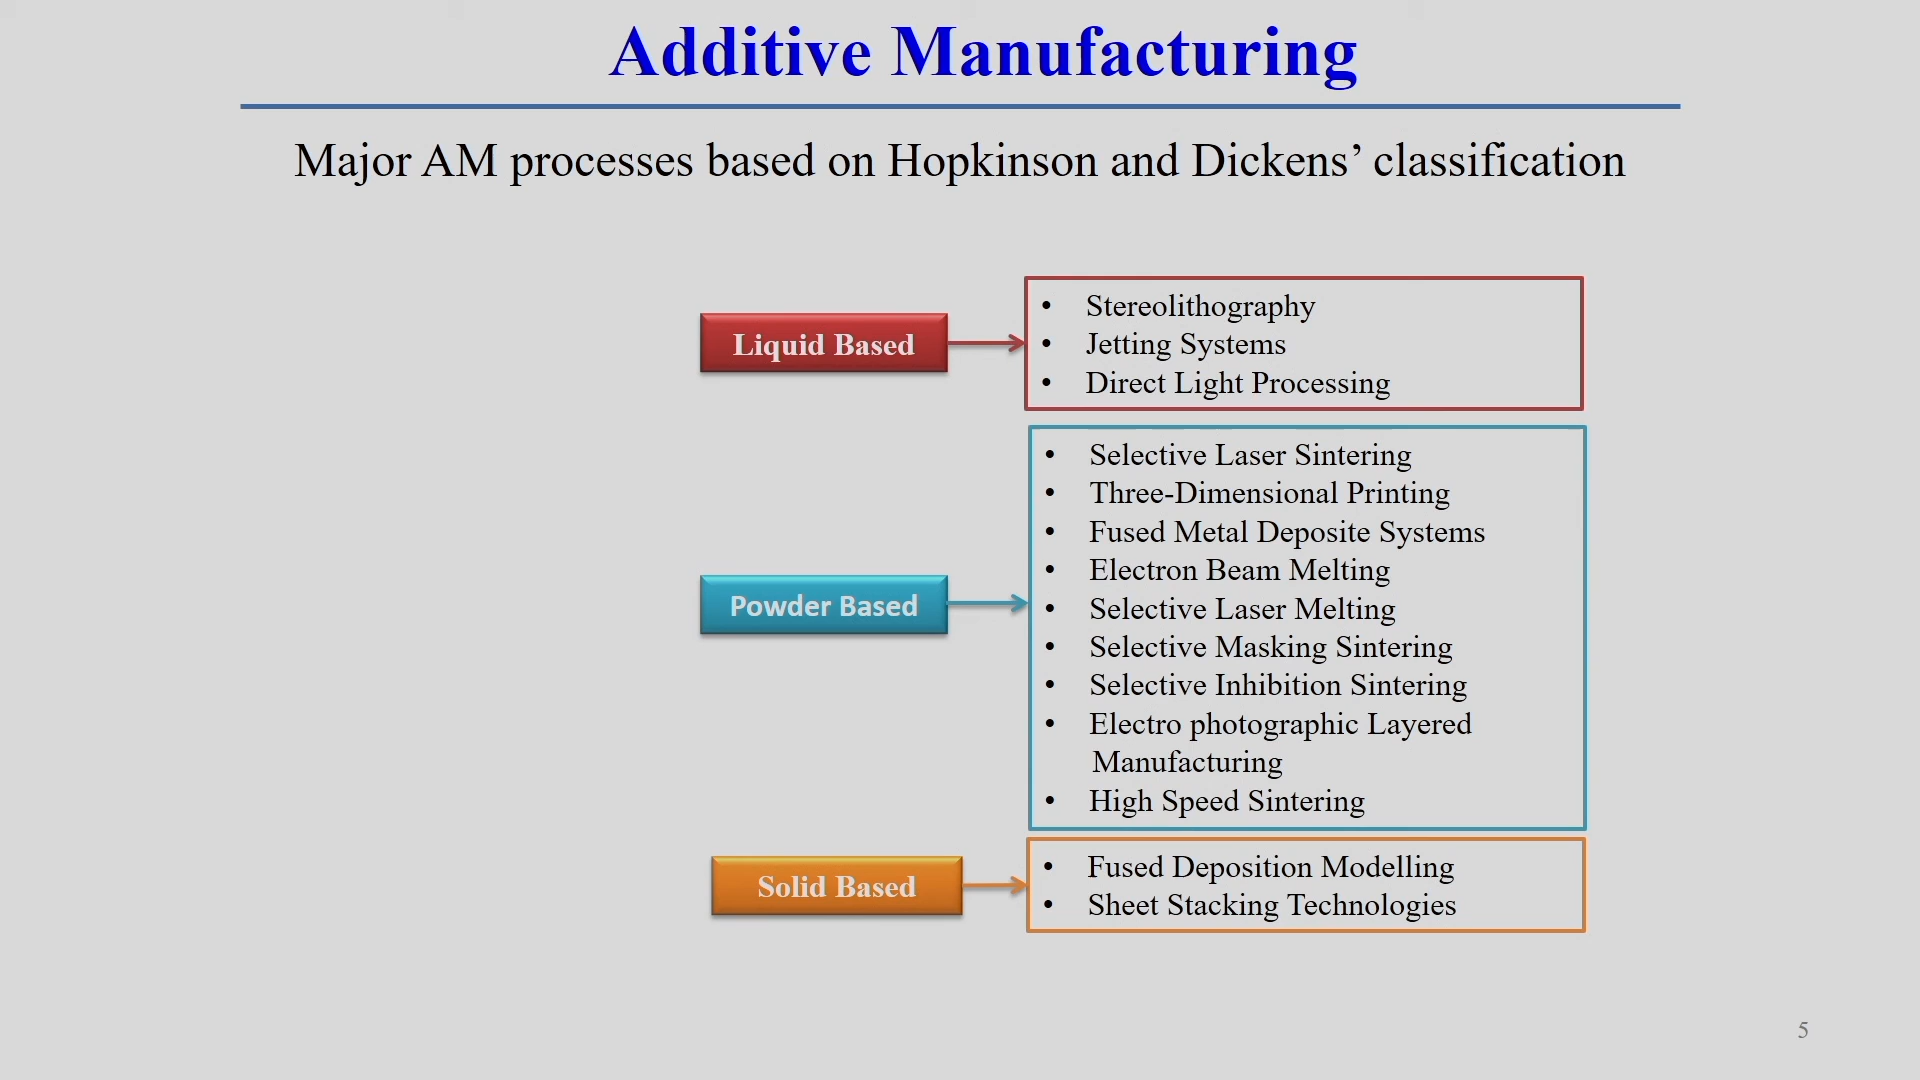 Additive Manufacturing
Major AM processes based on Hopkinson and Dickens’ classification
Liquid Based
• Stereolithography
• Jetting Systems
• Direct Light Processing
Powder Based
• Selective Laser Sintering
• Three-Dimensional Printing
• Fused Metal Deposite Systems
• Electron Beam Melting
• Selective Laser Melting
• Selective Masking Sintering
• Selective Inhibition Sintering
• Electro photographic Layered
Manufacturing
• High Speed Sintering
Solid Based
• Fused Deposition Modelling
• Sheet Stacking Technologies
5